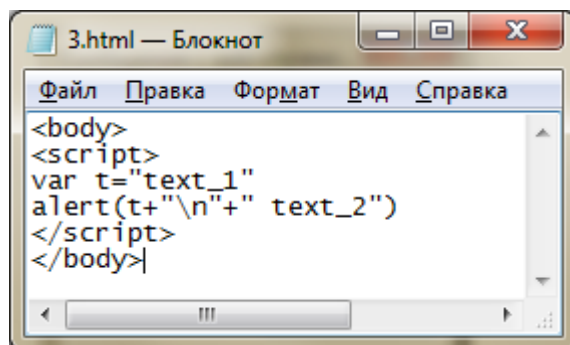 3.html — Блокнот
Файл Правка Формат Вид Справка
<body>
<script>
var t="text_1"
alert(t+"\n"+" text_2")
</script>
</body>